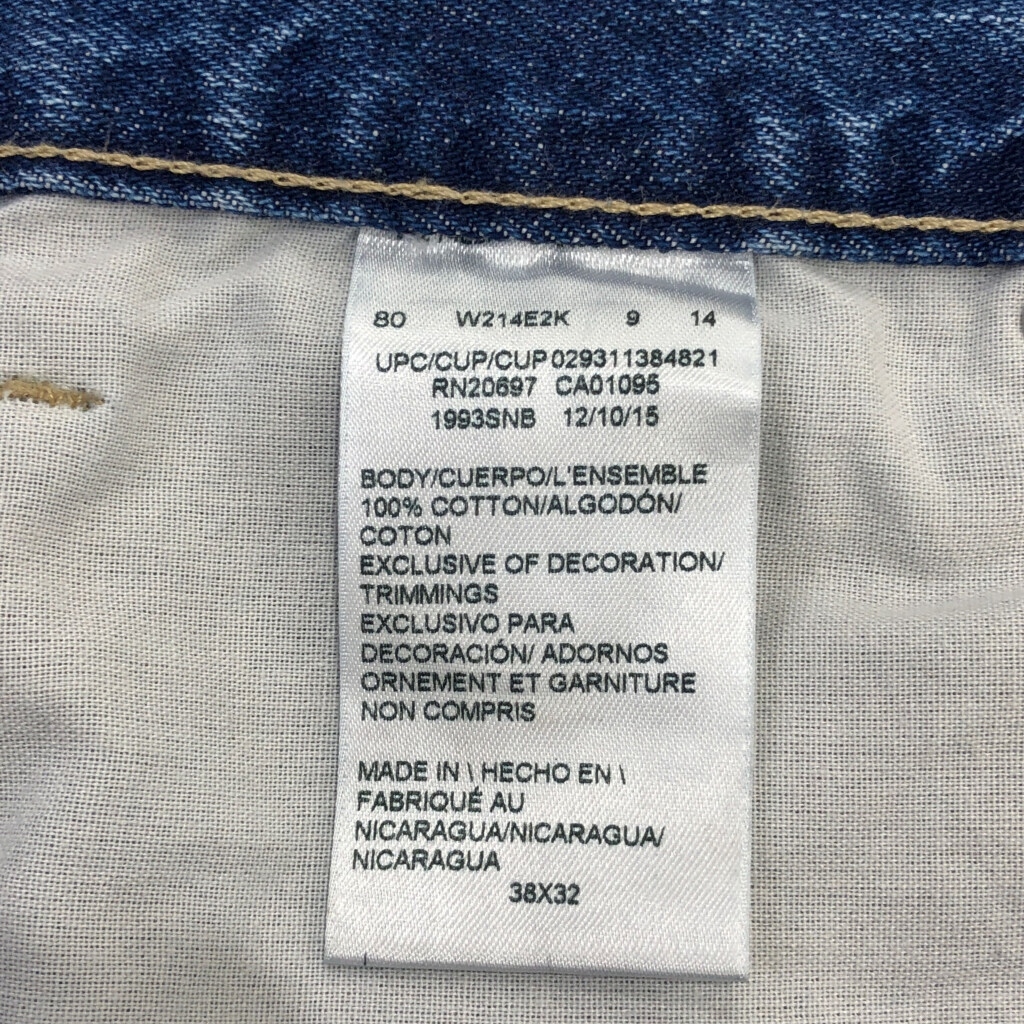 80 W214E2K 9 14
UPC/CUP/CUP 029311384821
RN20697 CA01095
1993SNB 12/10/15
BODY/CUERPO/L'ENSEMBLE
100% COTTON/ALGODÓN/
COTON
EXCLUSIVE OF DECORATION/
TRIMMINGS
EXCLUSIVO PARA
DECORACIÓN/ ADORNOS
ORNEMENT ET GARNITURE
NON COMPRIS
MADE IN \ HECHO EN \
FABRIQUÉ AU
NICARAGUA/NICARAGUA/
NICARAGUA
38X32